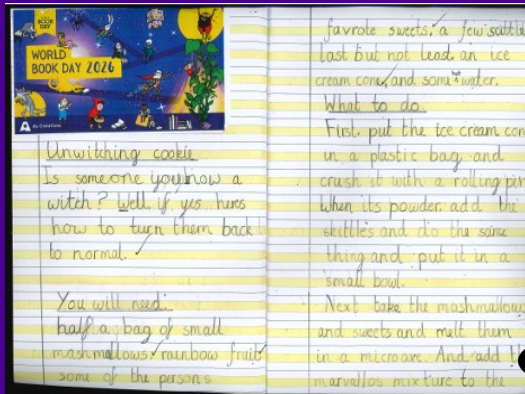 BOOK
DAY
WORLD
BOOK DAY 2026
Unwitching cookie
Is someone you know a
witch? Well if yes heres
how to turn them back
to normal.
You will need:
half a bag of small
mashmellows rainbow fruit
some of the persons
favrote sweets, a few scittles
last but not least an ice
cream cone, and some hot water.
What to do.
First put the ice cream con
in a plastic bag and
crush it with a rolling pin
When its powder add the
skittles and do the same
thing and put it in a
small bowl.
Next take the mashmallow
and sweets and melt them
in a microave. And add t
marvallos mixture to the